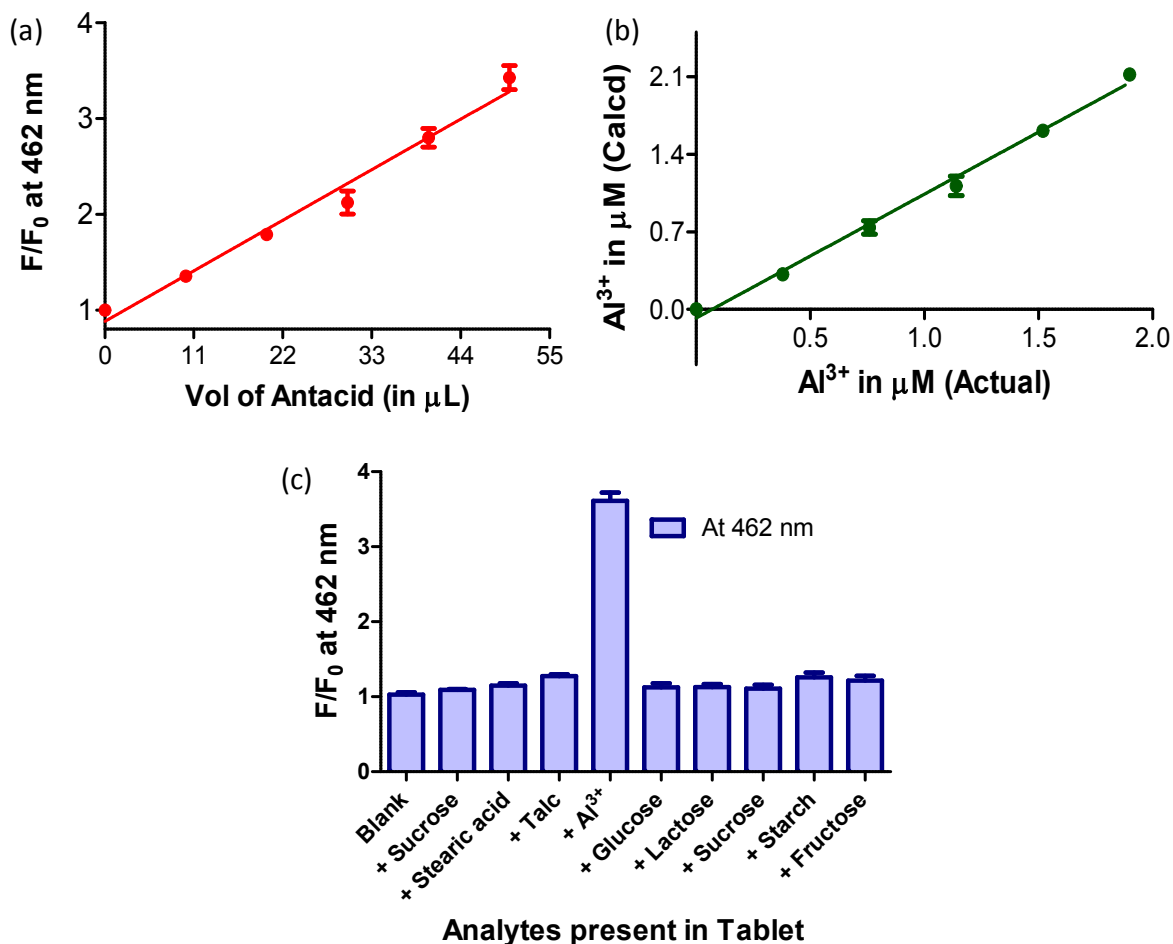 (a)
F/F₀ at 462 nm
4
3
2
1
0 11 22 33 44 55
Vol of Antacid (in μL)
(b)
Al³⁺ in μM (Calcd)
2.1
1.4
0.7
0.0
0.5 1.0 1.5 2.0
Al³⁺ in μM (Actual)
(c)
F/F₀ at 462 nm
4
3
2
1
0
At 462 nm
Blank
+ Sucrose
+ Stearic acid
+ Talc
+ Al³⁺
+ Glucose
+ Lactose
+ Sucrose
+ Starch
+ Fructose
Analytes present in Tablet